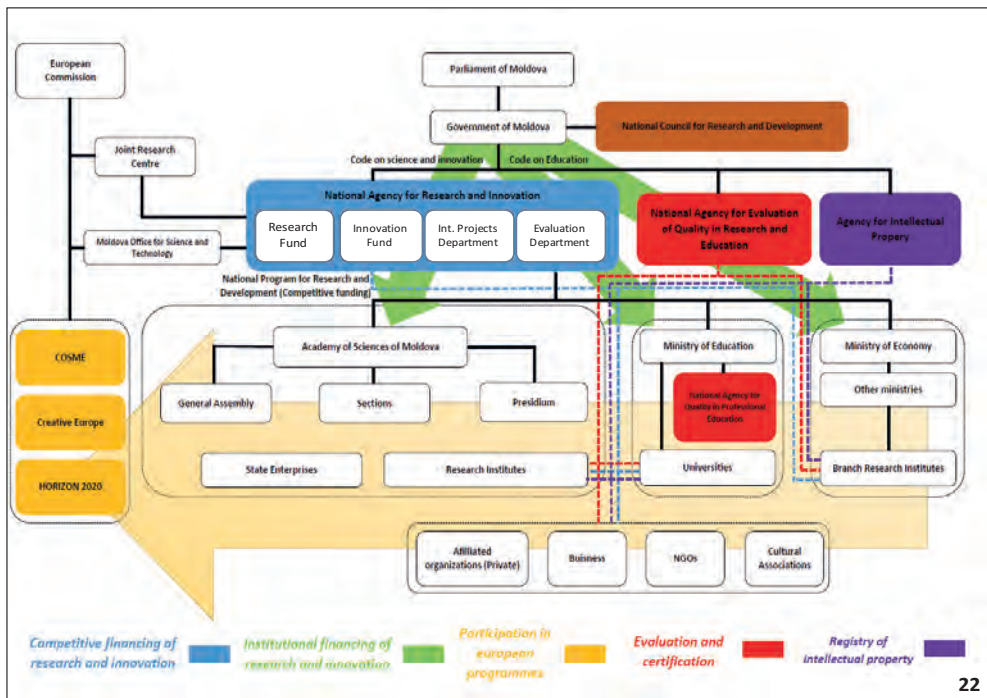 European
Commission
Parliament of Moldova
Government of Moldova
National Council for Research and Development
Joint Research
Centre
Code on science and innovation
Code on Education
National Agency for Research and Innovation
Research
Fund
Innovation
Fund
Int. Projects
Department
Evaluation
Department
National Agency for Evaluation
of Quality in Research and
Education
Agency for Intellectual
Propery
Moldova Office for Science and
Technology
National Program for Research and
Development (Competitive funding)
COSME
Creative Europe
HORIZON 2020
Academy of Sciences of Moldova
General Assembly
Sections
Presidium
State Enterprises
Research Institutes
Ministry of Education
National Agency for
Quality in Professional
Education
Universities
Ministry of Economy
Other ministries
Branch Research Institutes
Afiliated
organizations (Private)
Buisness
NGOs
Cultural
Associations
Competitive financing of
research and innovation
Institutional financing of
research and innovation
Participation in
european
programmes
Evaluation and
certification
Registry of
intellectual property
22